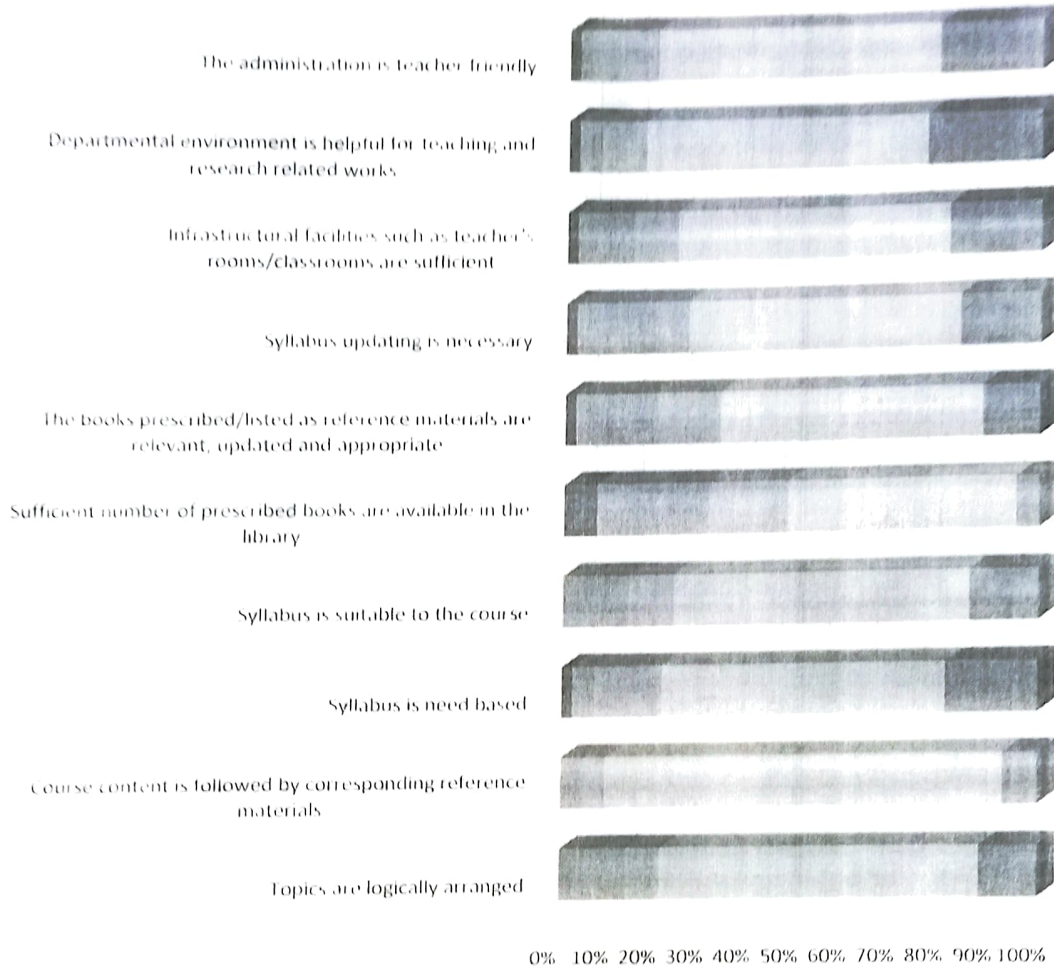 The administration is teacher friendly
Departmental environment is helpful for teaching and
research related works
Infrastructural facilities such as teacher's
rooms/classrooms are sufficient
Syllabus updating is necessary
The books prescribed/listed as reference materials are
relevant, updated and appropriate
Sufficient number of prescribed books are available in the
library
Syllabus is suitable to the course
Syllabus is need based
Course content is followed by corresponding reference
materials
Topics are logically arranged
0% 10% 20% 30% 40% 50% 60% 70% 80% 90% 100%